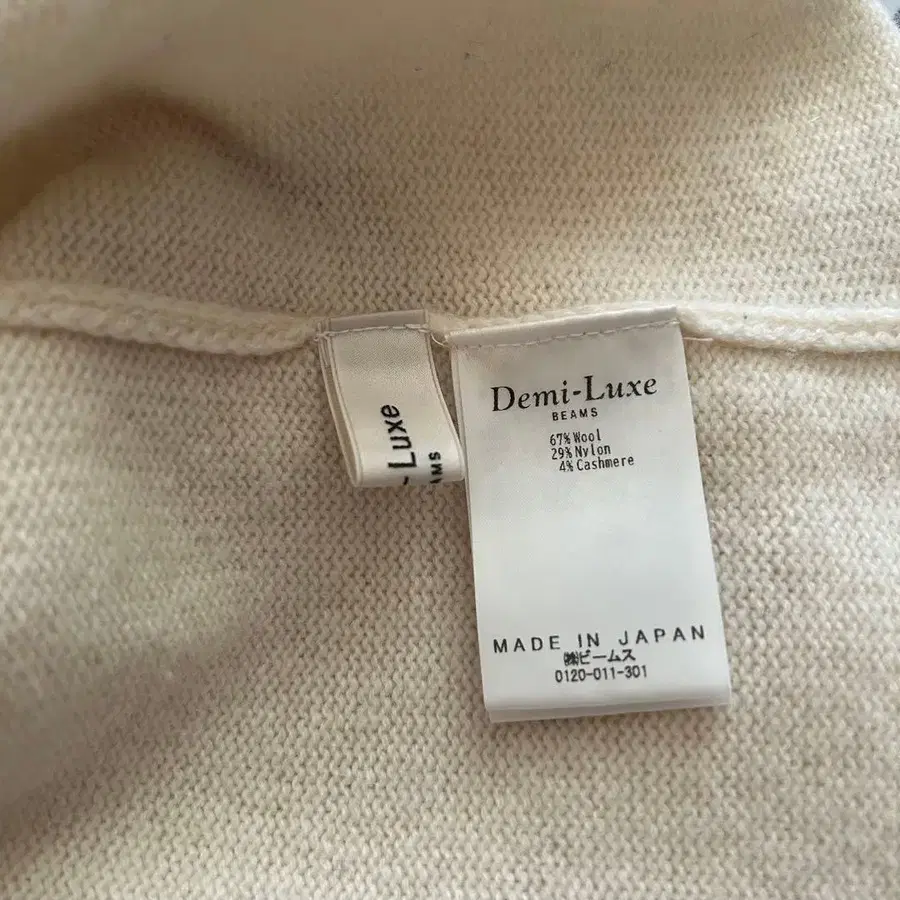 Luxe
AMS
Demi-Luxe
BEAMS
67% Wool
29% Nylon
4% Cashmere
MADE IN JAPAN
㈱ビームス
0120-011-301